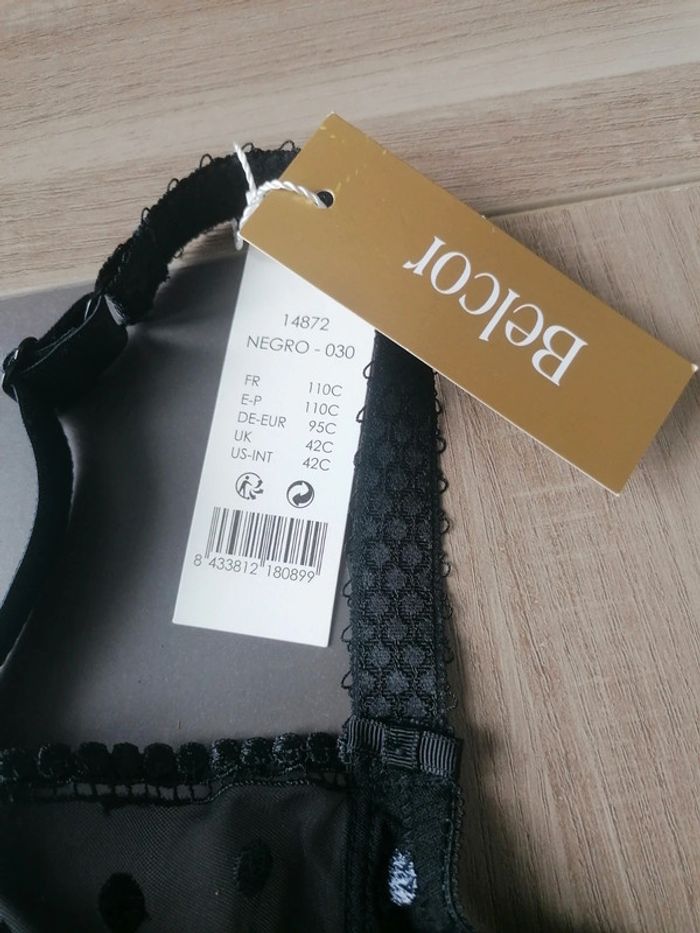 Belcor
14872
NEGRO - 030
FR 110C
E-P 110C
DE-EUR 95C
UK 42C
US-INT 42C
8 433812 180899